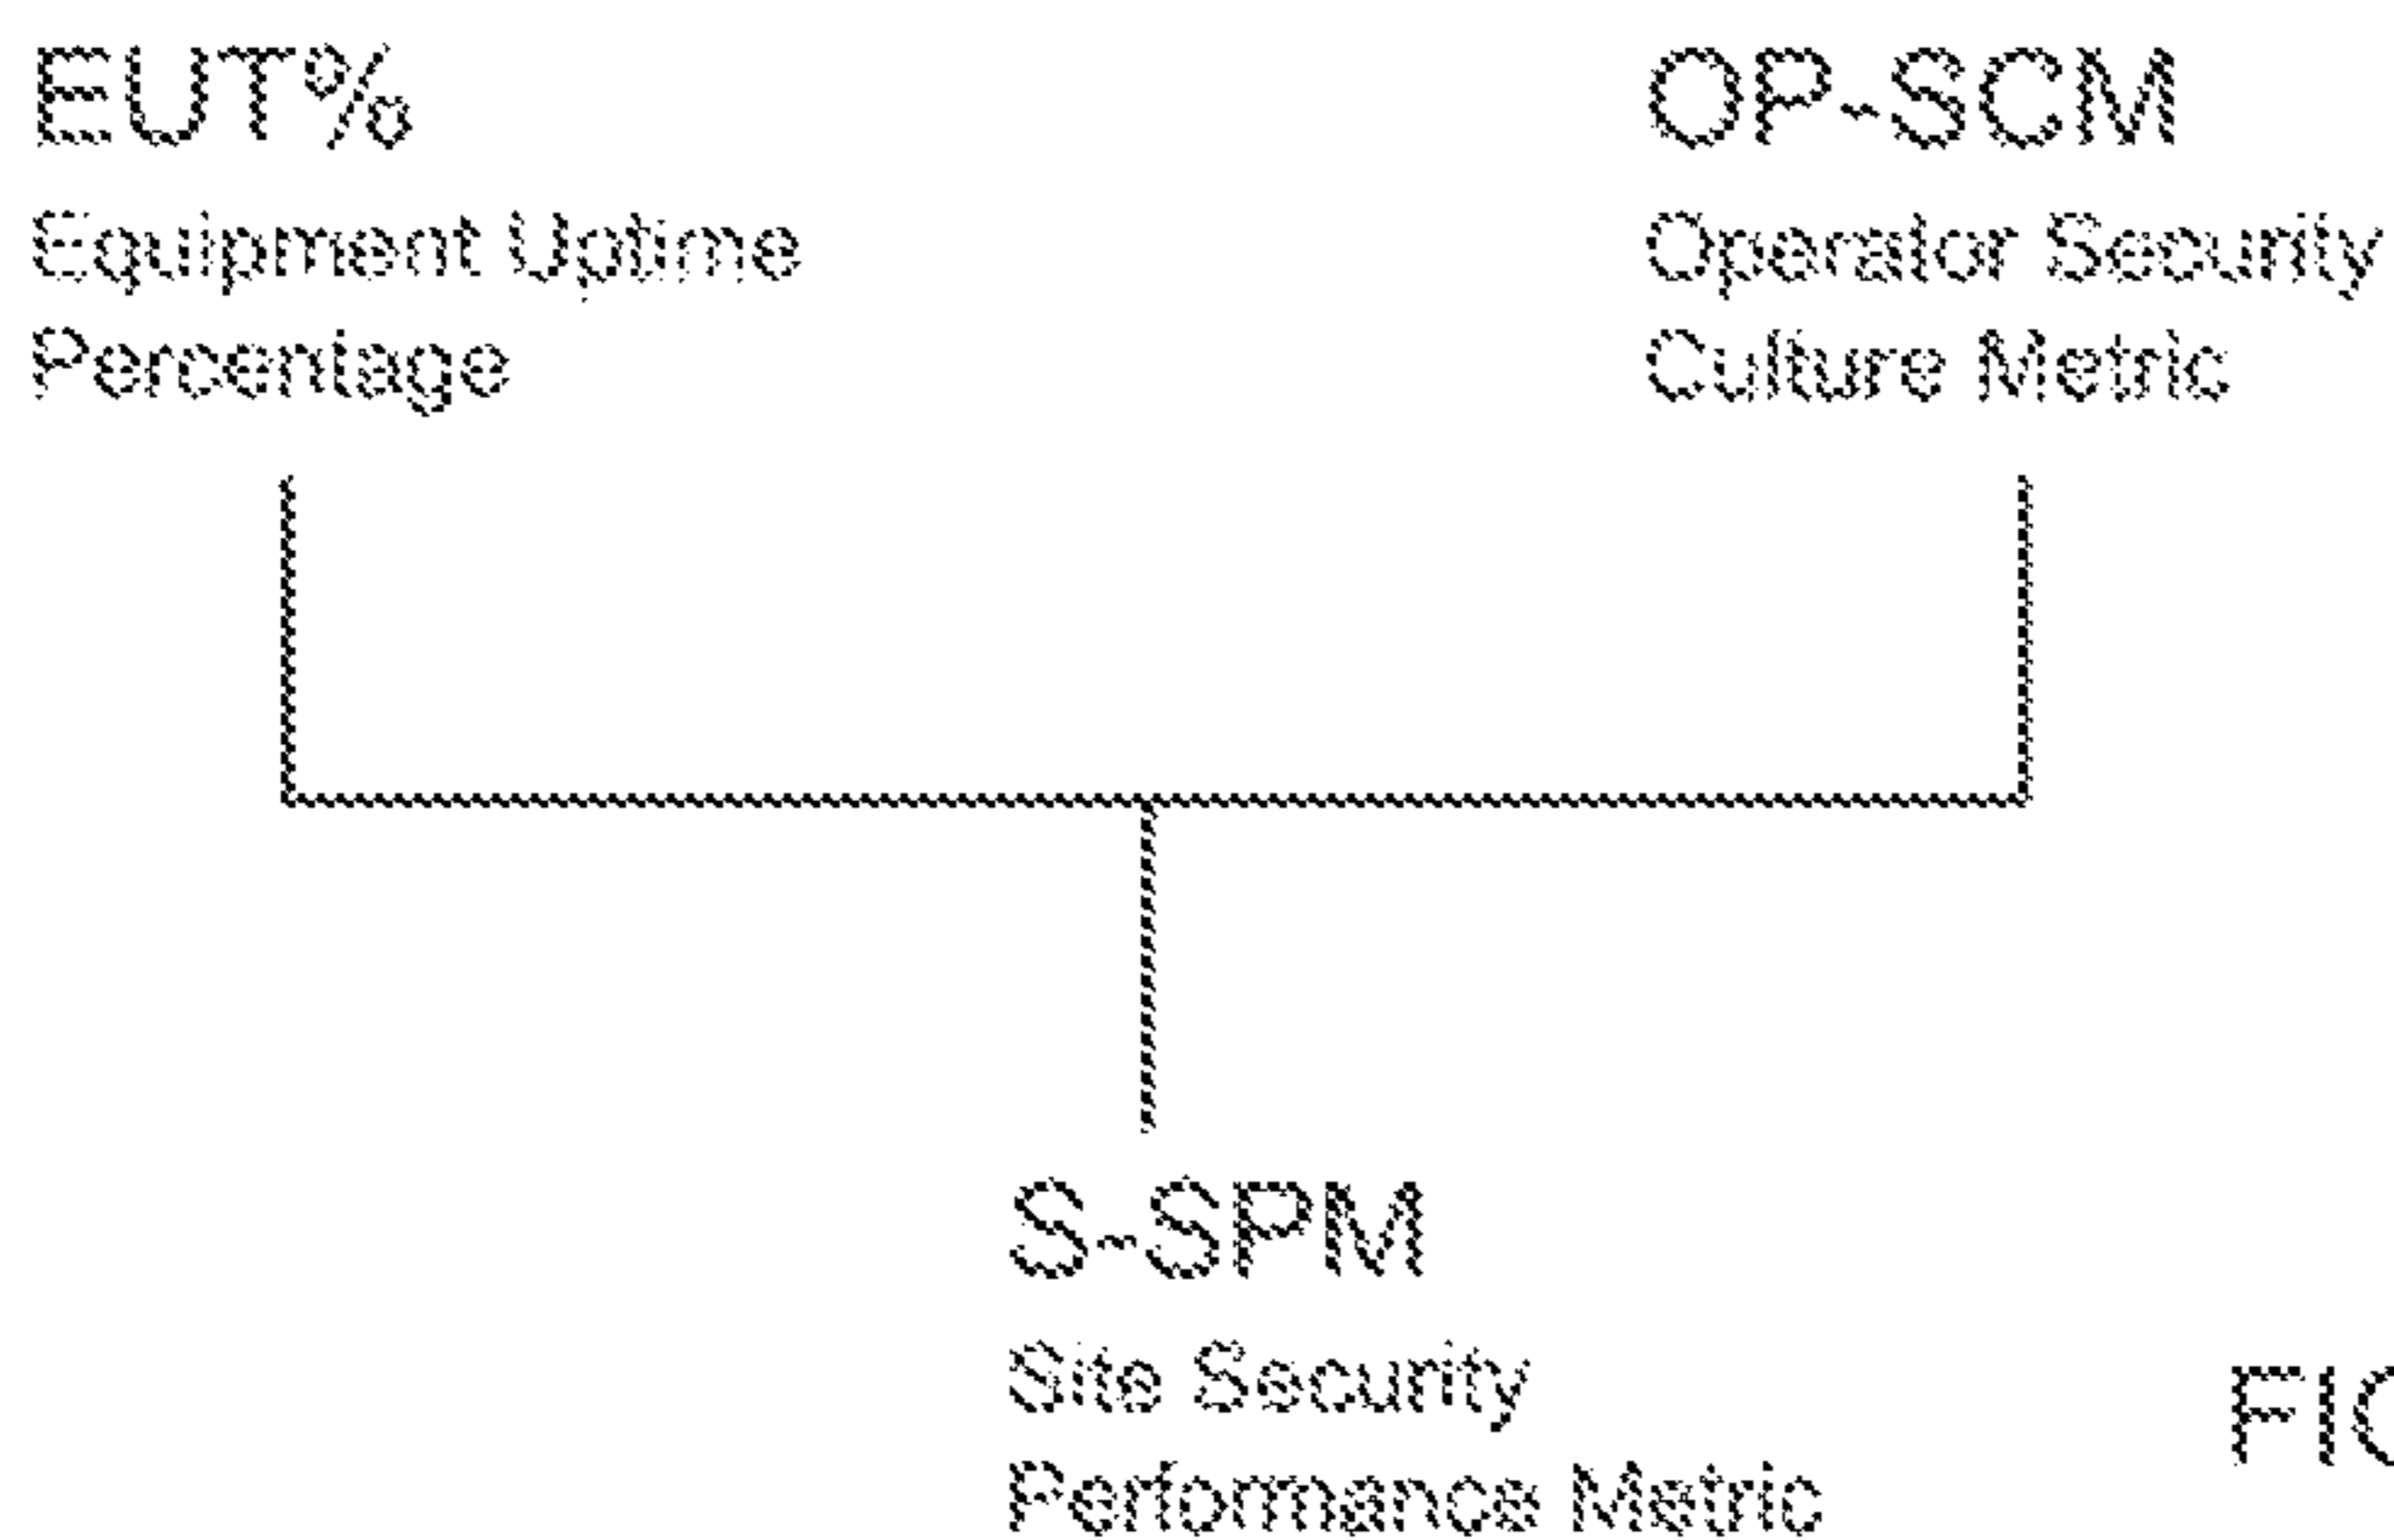 EUT%
Equipment Uptime
Percentage
OP-SCM
Operator Security
Culture Metric
S-SPM
Site Security
Performance Metric